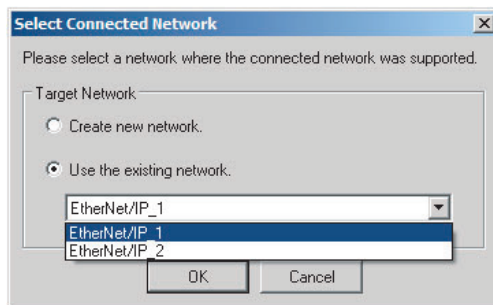 Select Connected Network
Please select a network where the connected network was supported.
Target Network
Create new network.
Use the existing network.
EtherNet/IP_1
EtherNet/IP_1
EtherNet/IP_2
OK Cancel